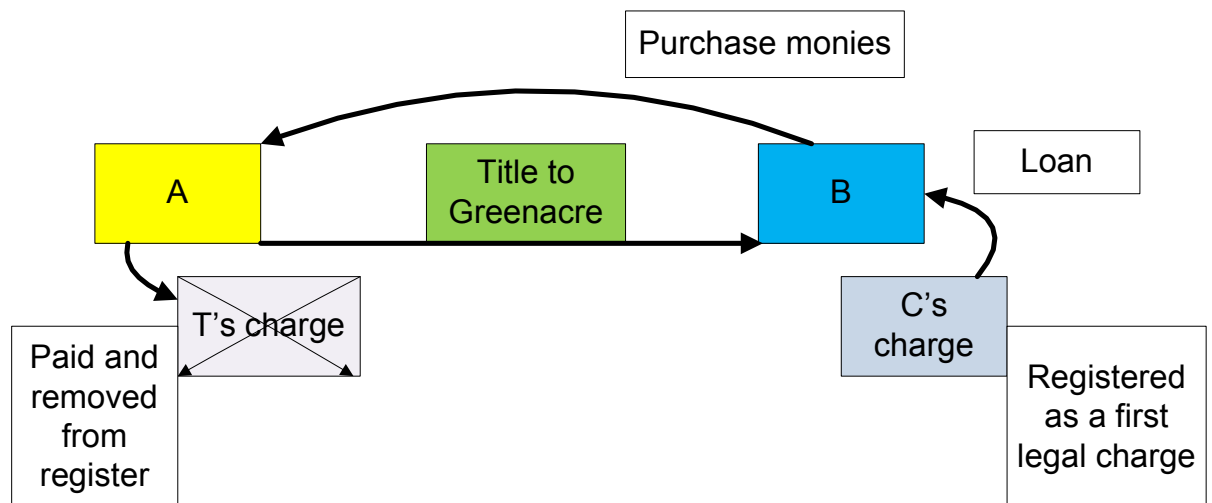 Purchase monies
A
Title to
Greenacre
B
Loan
T's charge
C's
charge
Paid and
removed
from
register
Registered
as a first
legal charge